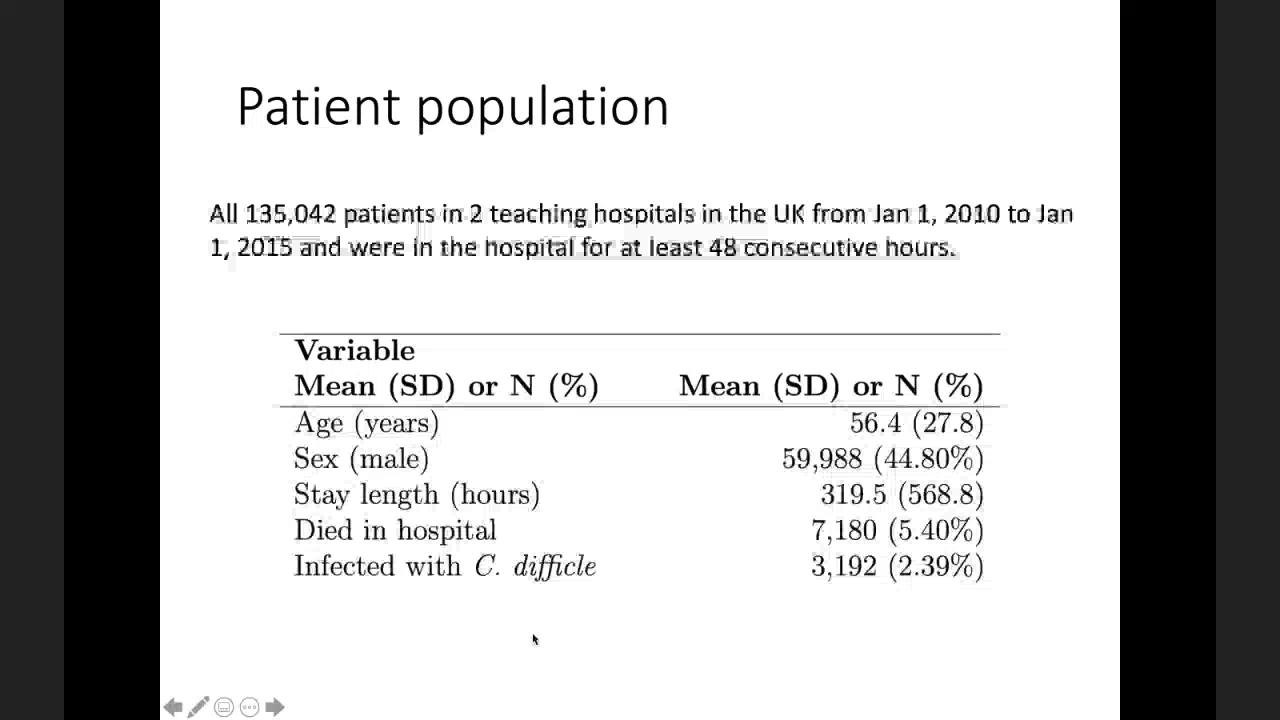 Patient population
All 135,042 patients in 2 teaching hospitals in the UK from Jan 1, 2010 to Jan
1, 2015 and were in the hospital for at least 48 consecutive hours.
Variable
Mean (SD) or N (%) Mean (SD) or N (%)
Age (years) 56.4 (27.8)
Sex (male) 59,988 (44.80%)
Stay length (hours) 319.5 (568.8)
Died in hospital 7,180 (5.40%)
Infected with C. difficle 3,192 (2.39%)